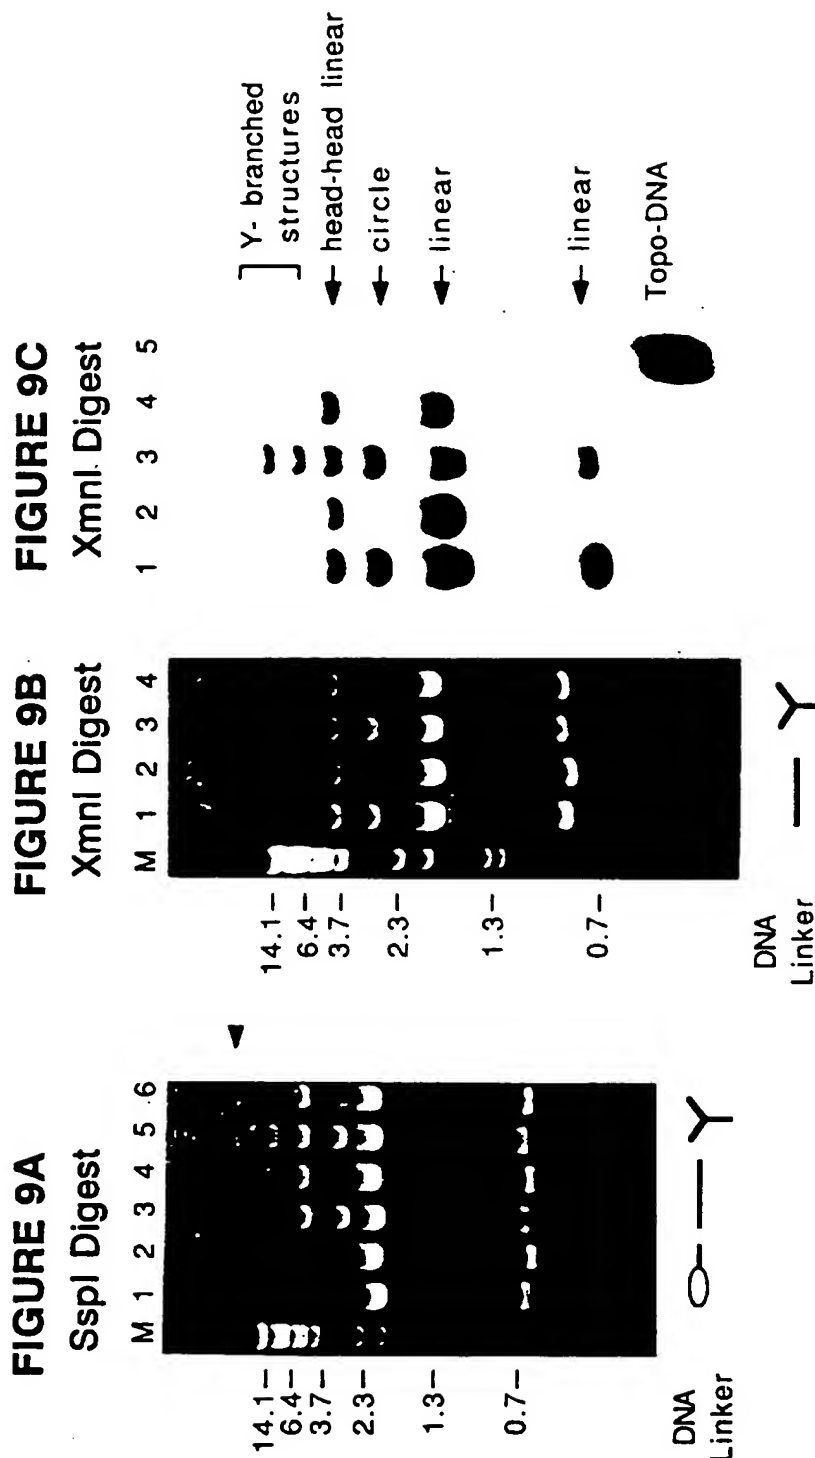 FIGURE 9A
SspI Digest
M 1 2 3 4 5 6
14.1
6.4
3.7
2.3
1.3
0.7
DNA
Linker
FIGURE 9B
XmnI Digest
M 1 2 3 4
14.1
6.4
3.7
2.3
1.3
0.7
DNA
Linker
FIGURE 9C
XmnI Digest
1 2 3 4 5
Y- branched
structures
head-head linear
circle
linear
linear
Topo-DNA